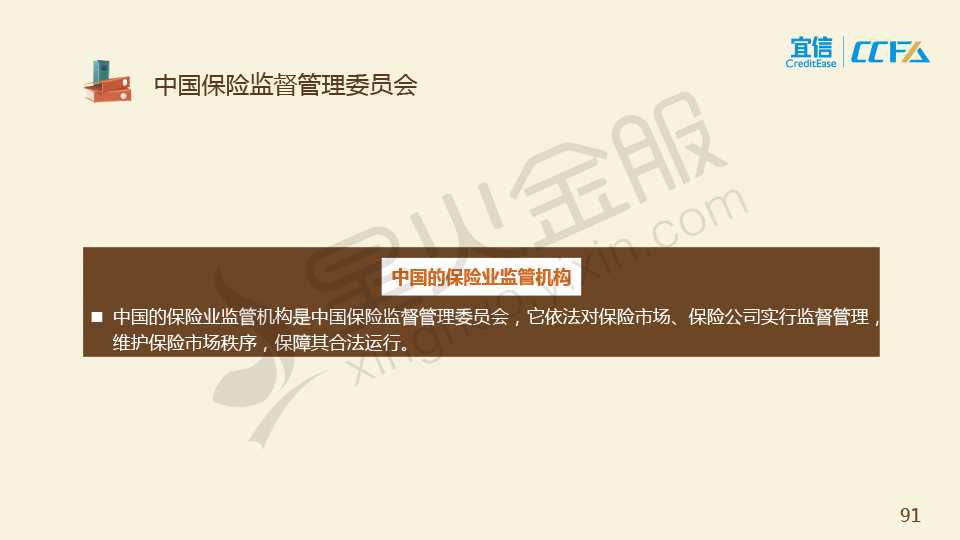 宜信
CreditEase
CCFA
中国保险监督管理委员会
星火金服
xinghuo.yixin.com
中国的保险业监管机构
■ 中国的保险业监管机构是中国保险监督管理委员会，它依法对保险市场、保险公司实行监督管理，
维护保险市场秩序，保障其合法运行。
91